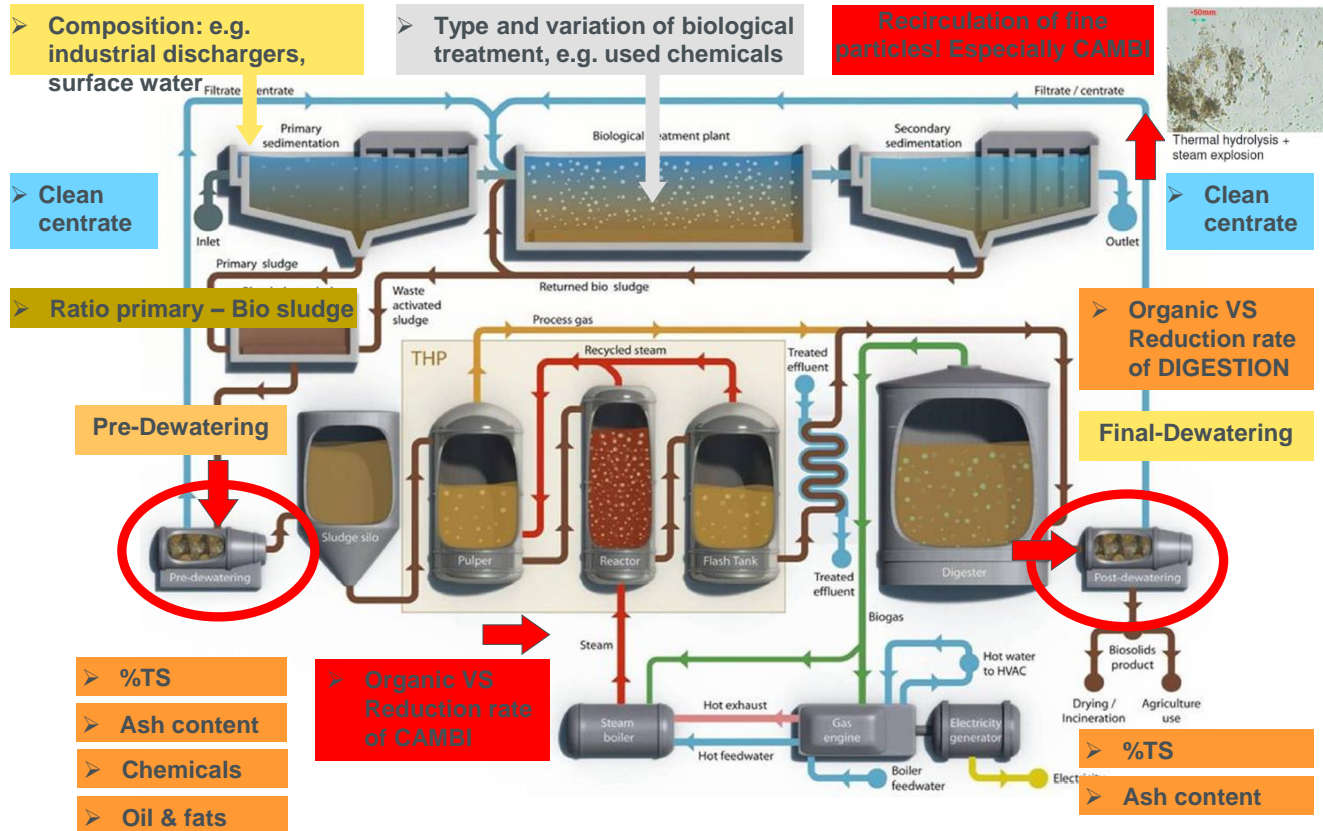 ➢ Composition: e.g.
industrial dischargers,
surface water
➢ Type and variation of biological
treatment, e.g. used chemicals
Recirculation of fine
particles! Especially CAMBI
~50mm
Thermal hydrolysis +
steam explosion
Filtrate / centrate
Filtrate / centrate
Primary
sedimentation
Biological treatment plant
Secondary
sedimentation
➢ Clean
centrate
➢ Clean
centrate
Inlet
Outlet
Primary sludge
Returned bio sludge
Waste
activated
sludge
➢ Ratio primary – Bio sludge
➢ Organic VS
Reduction rate
of DIGESTION
Process gas
THP
Recycled steam
Treated
effluent
Pre-Dewatering
Final-Dewatering
Sludge silo
Pulper
Reactor
Flash Tank
Digester
Pre-dewatering
Post-dewatering
Treated
effluent
Steam
Biogas
Biosolids
product
Hot water
to HVAC
Drying /
Incineration
Agriculture
use
➢ %TS
➢ Ash content
➢ Chemicals
➢ Oil & fats
➢ Organic VS
Reduction rate
of CAMBI
Hot exhaust
Steam
boiler
Gas
engine
Electricity
generator
Hot feedwater
Boiler
feedwater
➢ %TS
➢ Ash content